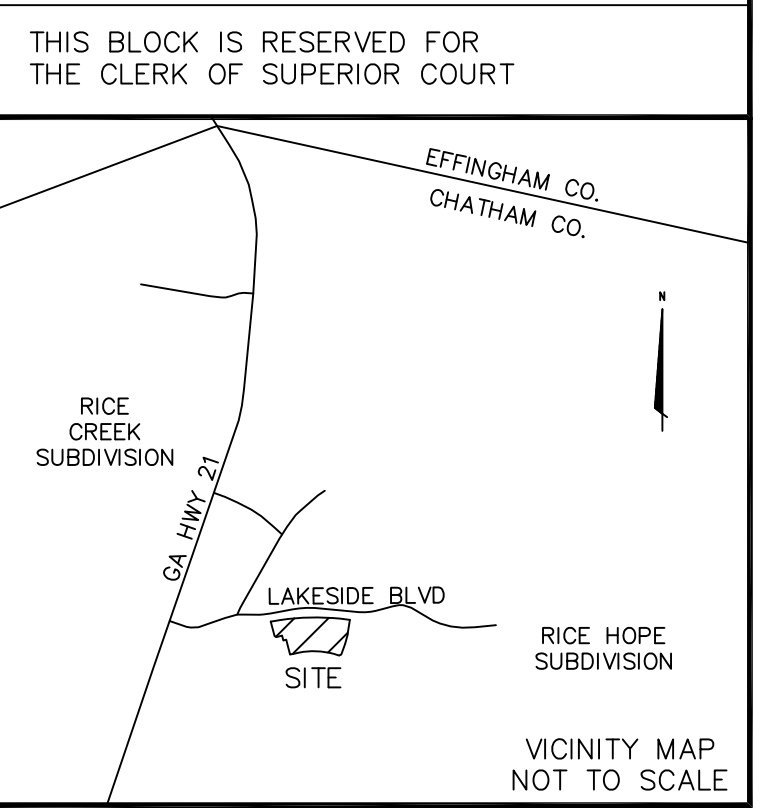 THIS BLOCK IS RESERVED FOR
THE CLERK OF SUPERIOR COURT
EFFINGHAM CO.
CHATHAM CO.
N
RICE
CREEK
SUBDIVISION
GA HWY 21
LAKESIDE BLVD
RICE HOPE
SUBDIVISION
SITE
VICINITY MAP
NOT TO SCALE